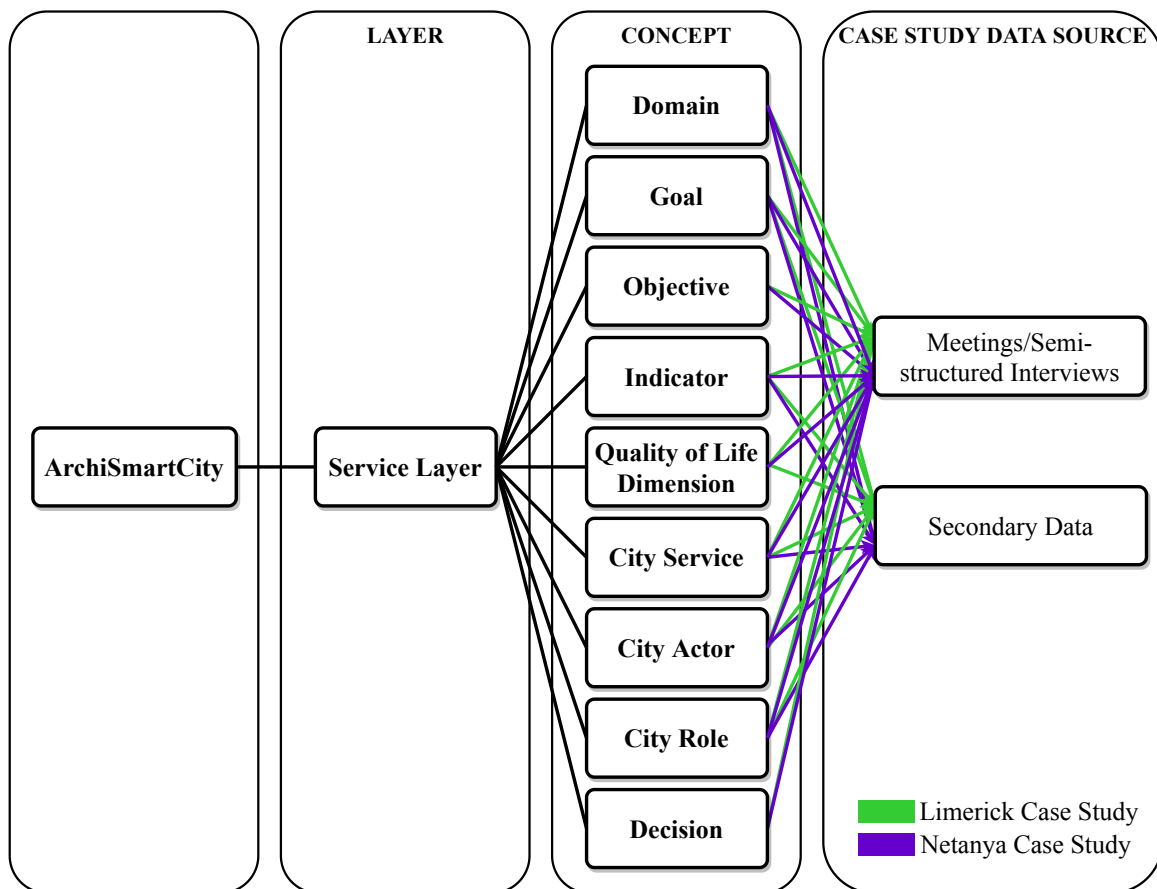 LAYER
CONCEPT
CASE STUDY DATA SOURCE
Domain
Goal
Objective
Indicator
Quality of Life
Dimension
City Service
City Actor
City Role
Decision
ArchiSmartCity
Service Layer
Meetings/Semi-
structured Interviews
Secondary Data
Limerick Case Study
Netanya Case Study